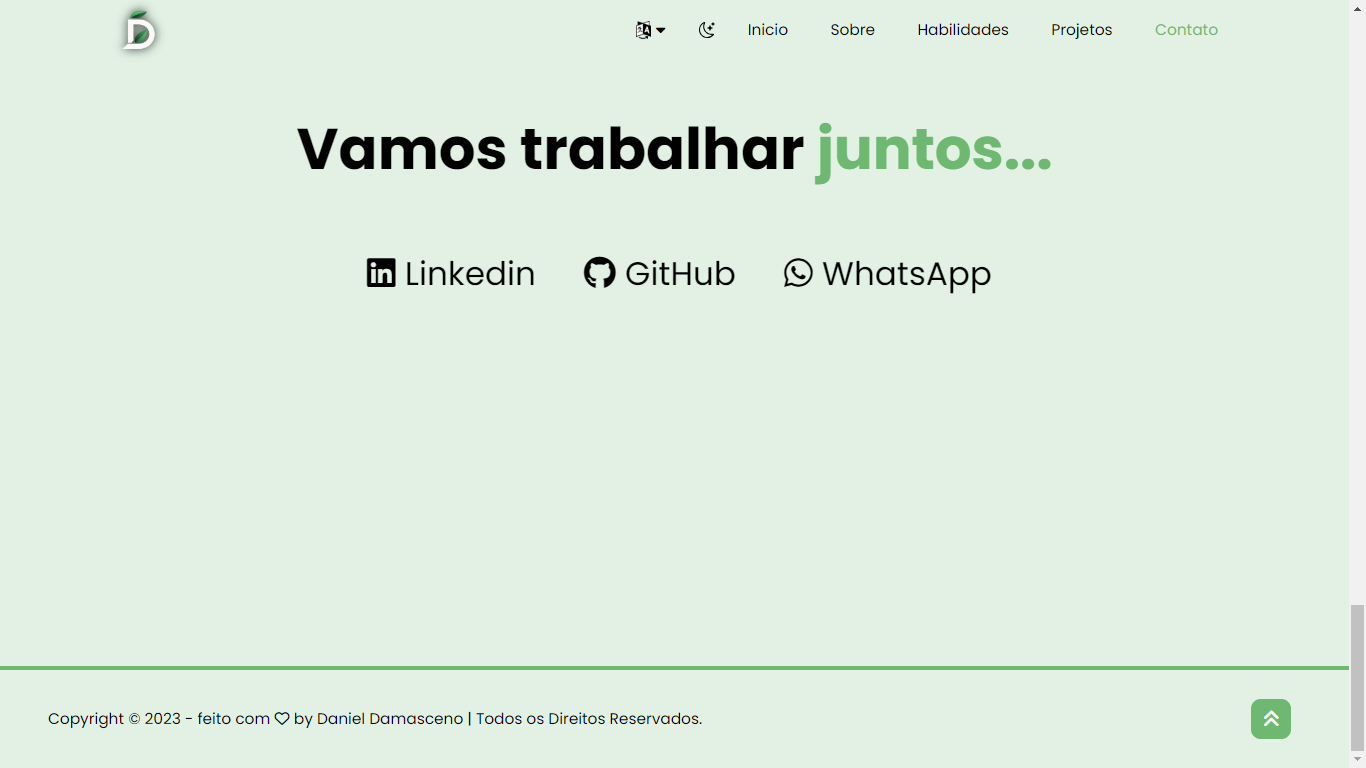 D
Inicio Sobre Habilidades Projetos Contato
Vamos trabalhar juntos...
Linkedin GitHub WhatsApp
Copyright © 2023 - feito com ♡ by Daniel Damasceno | Todos os Direitos Reservados.